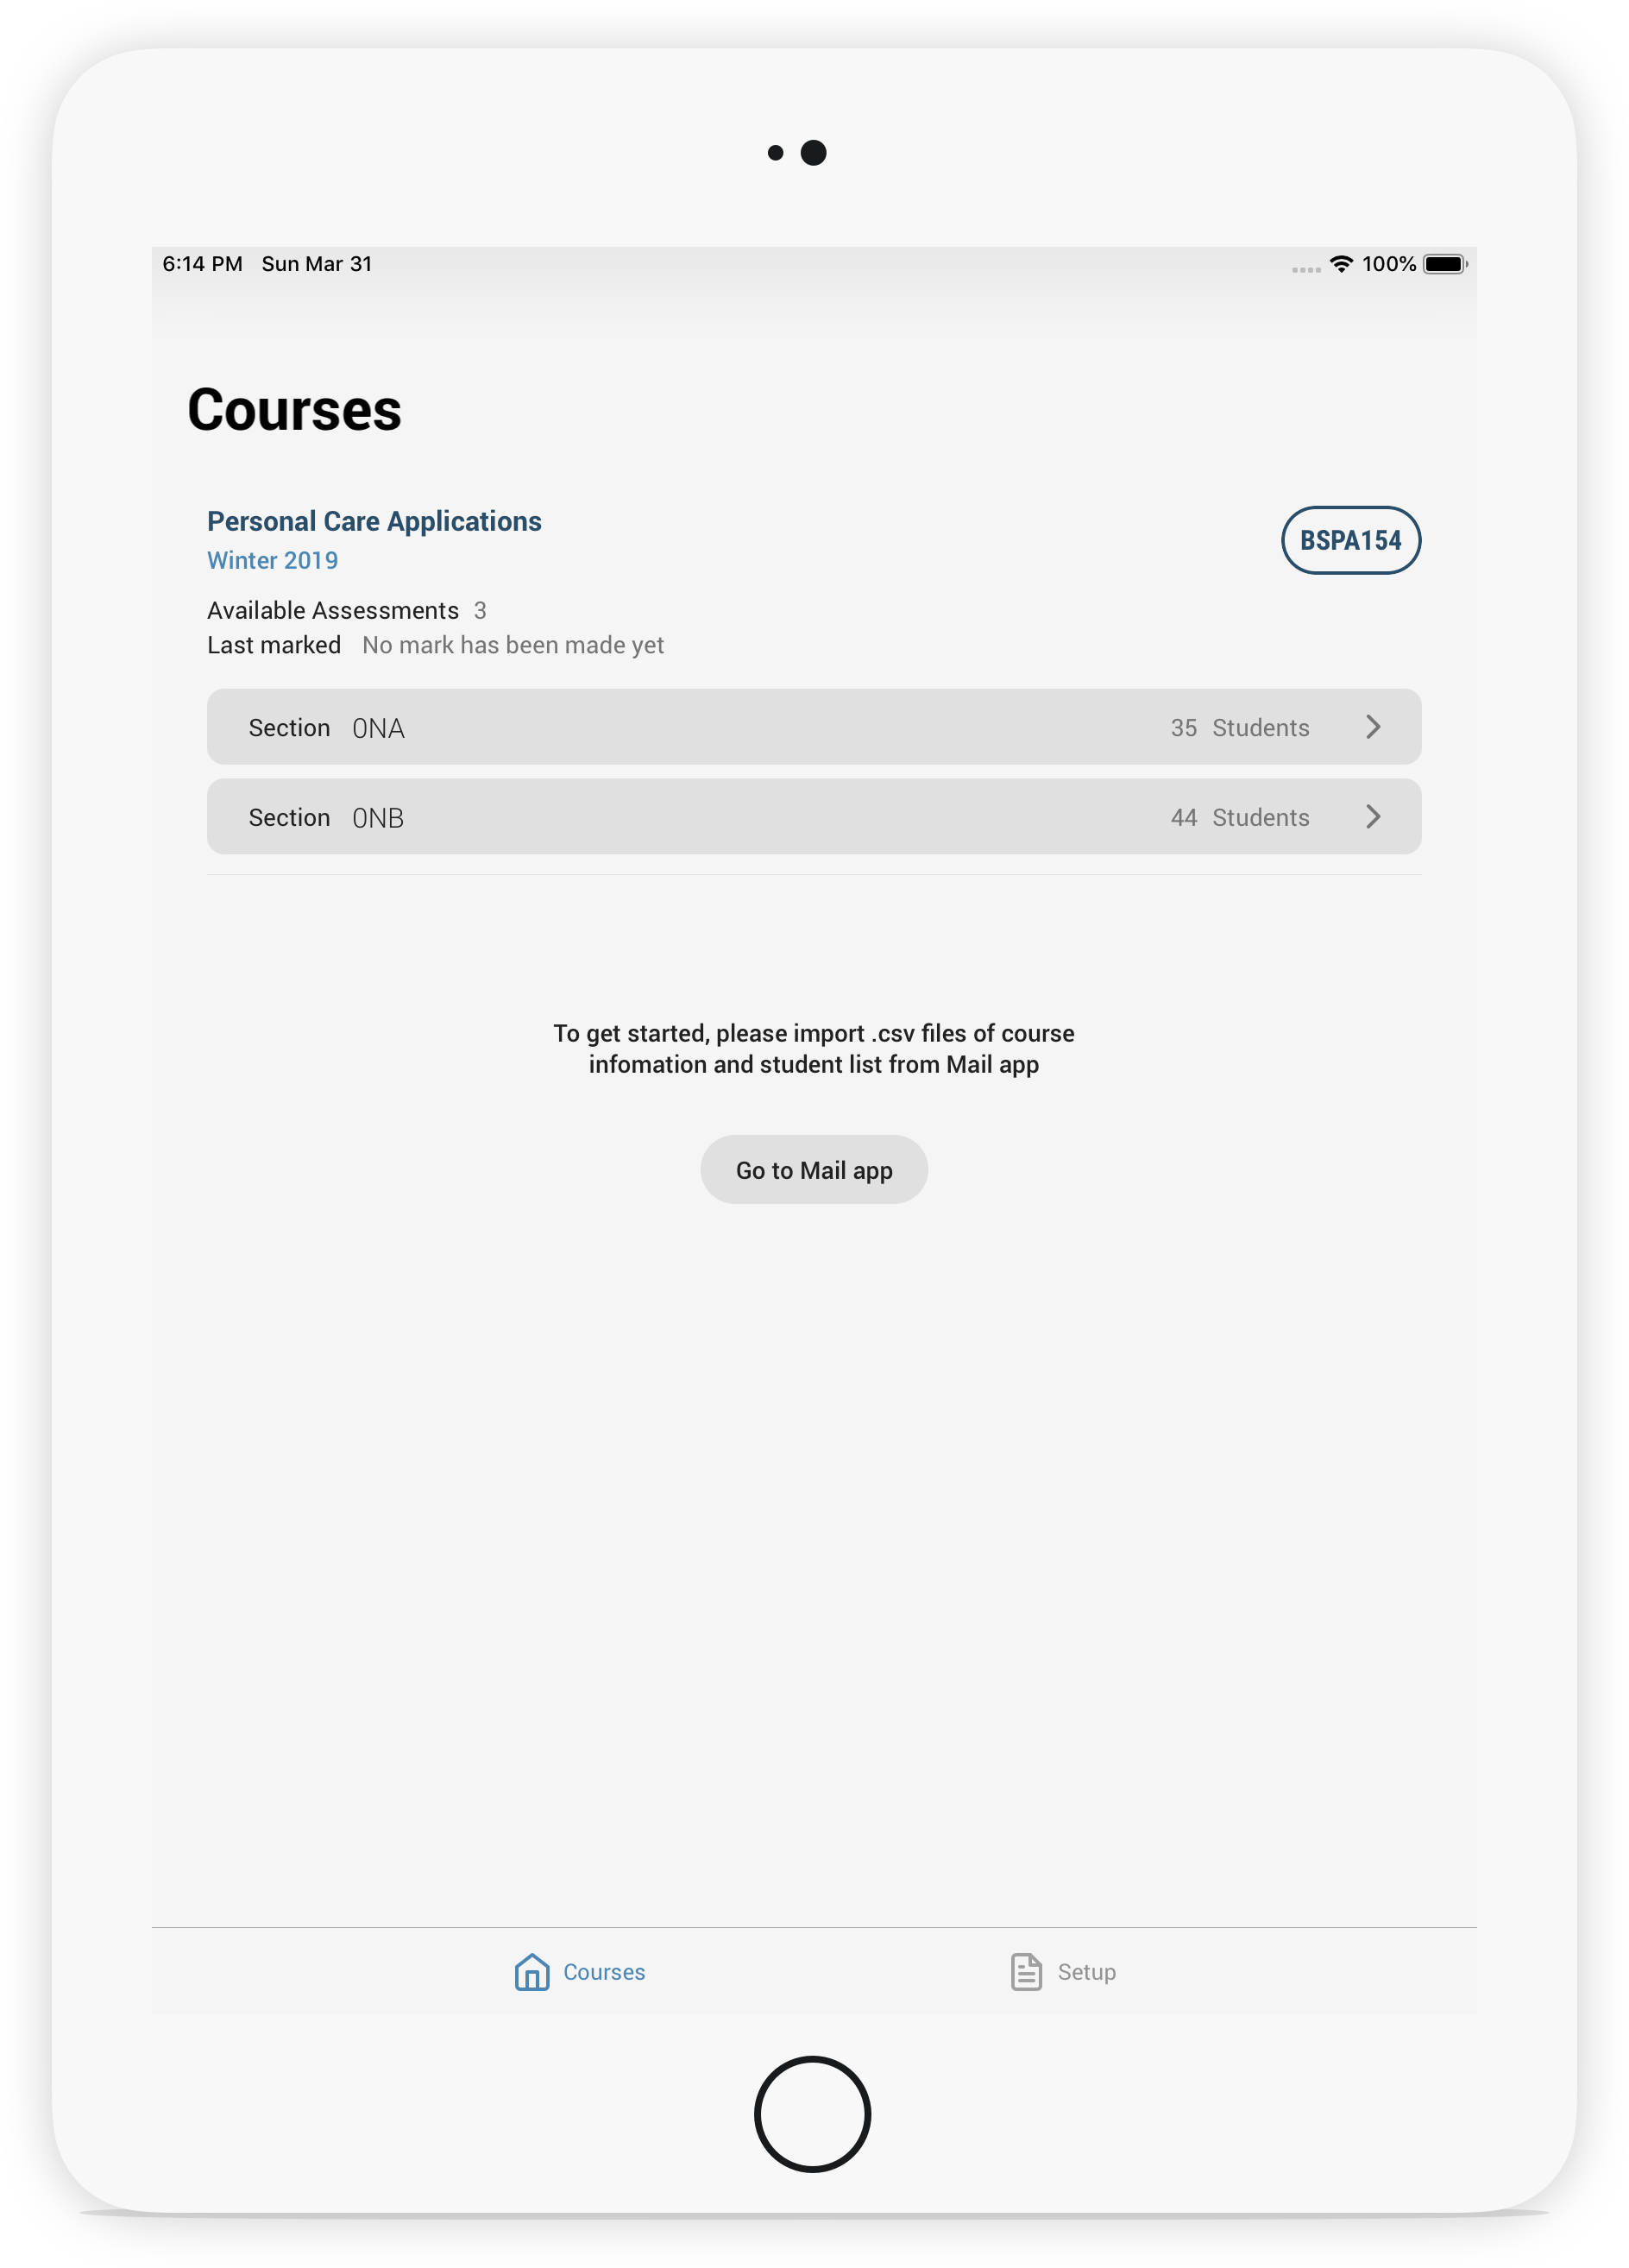 6:14 PM Sun Mar 31 100%
Courses
Personal Care Applications
BSPA154
Winter 2019
Available Assessments 3
Last marked No mark has been made yet
Section 0NA 35 Students
Section 0NB 44 Students
To get started, please import .csv files of course
infomation and student list from Mail app
Go to Mail app
Courses Setup